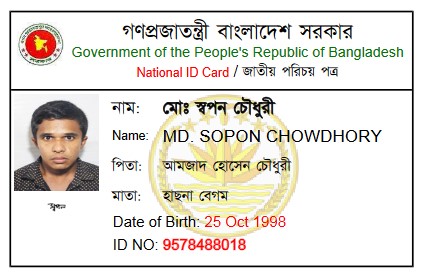 গণপ্রজাতন্ত্রী বাংলাদেশ সরকার
Government of the People's Republic of Bangladesh
National ID Card / জাতীয় পরিচয় পত্র
নাম: মোঃ স্বপন চৌধুরী
Name: MD. SOPON CHOWDHORY
পিতা: আমজাদ হোসেন চৌধুরী
মাতা: হাছনা বেগম
স্বপন
Date of Birth: 25 Oct 1998
ID NO: 9578488018